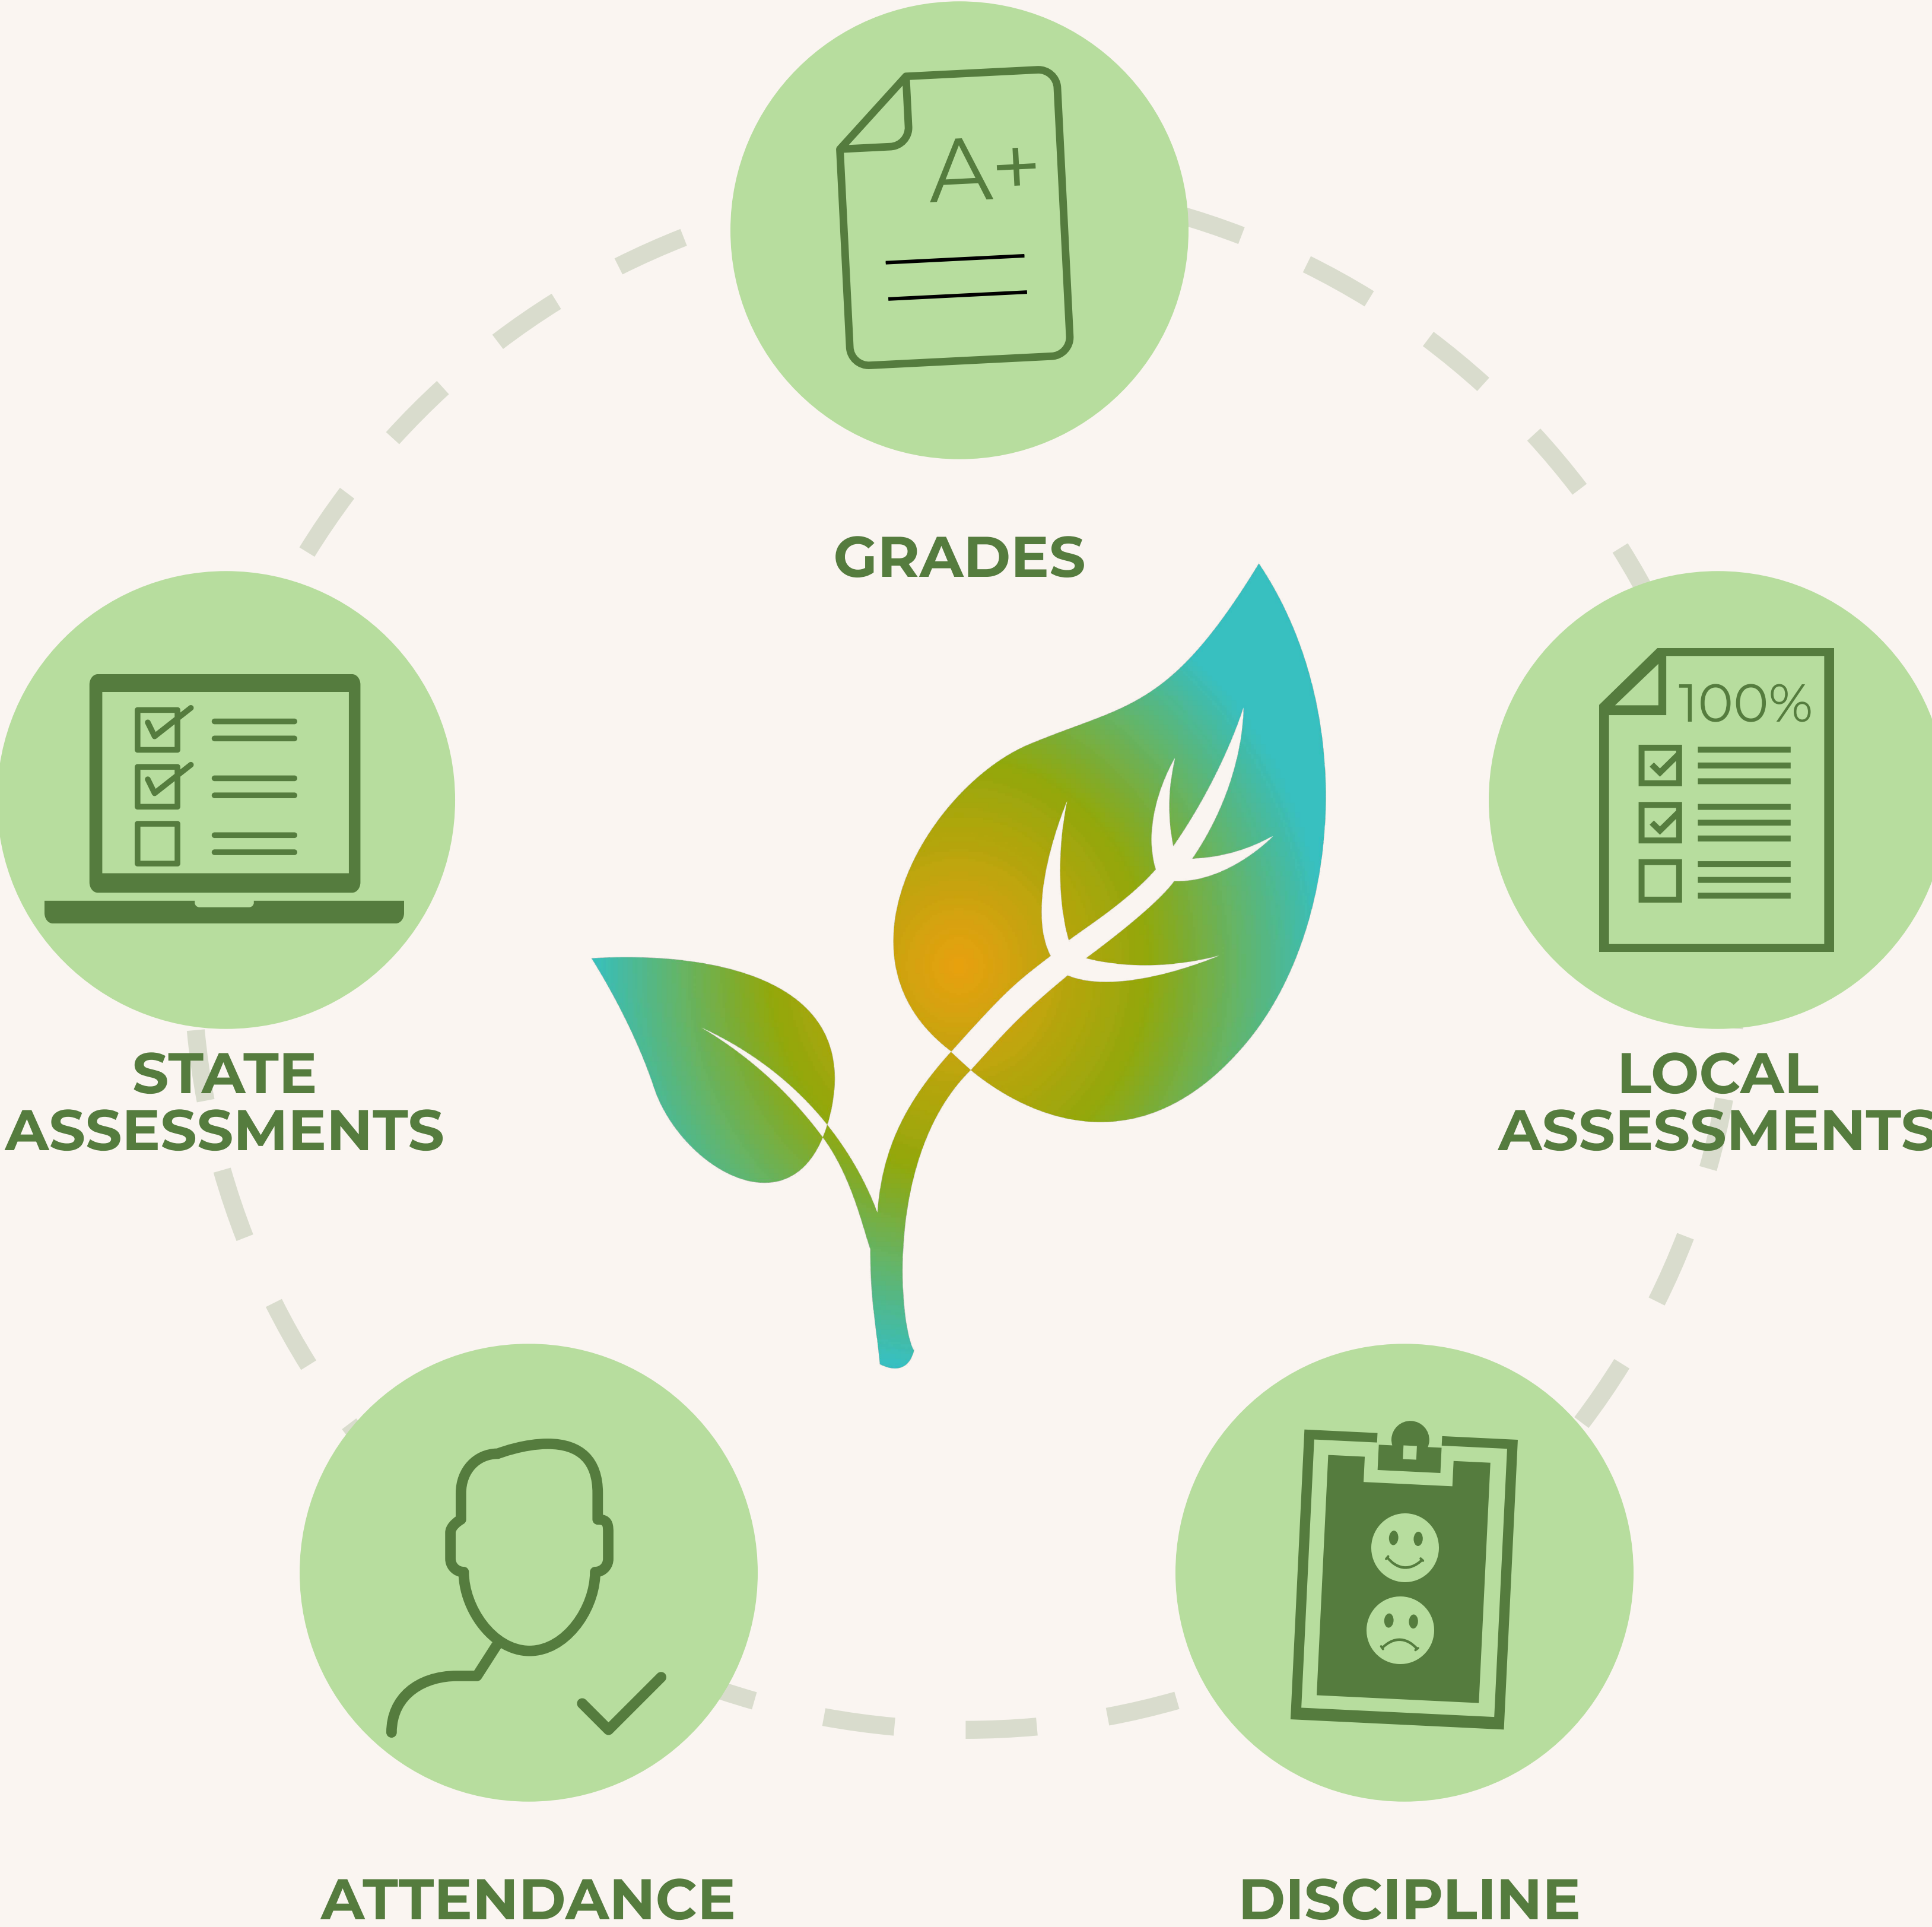 A+
GRADES
100%
STATE
ASSESSMENTS
LOCAL
ASSESSMENTS
ATTENDANCE
DISCIPLINE